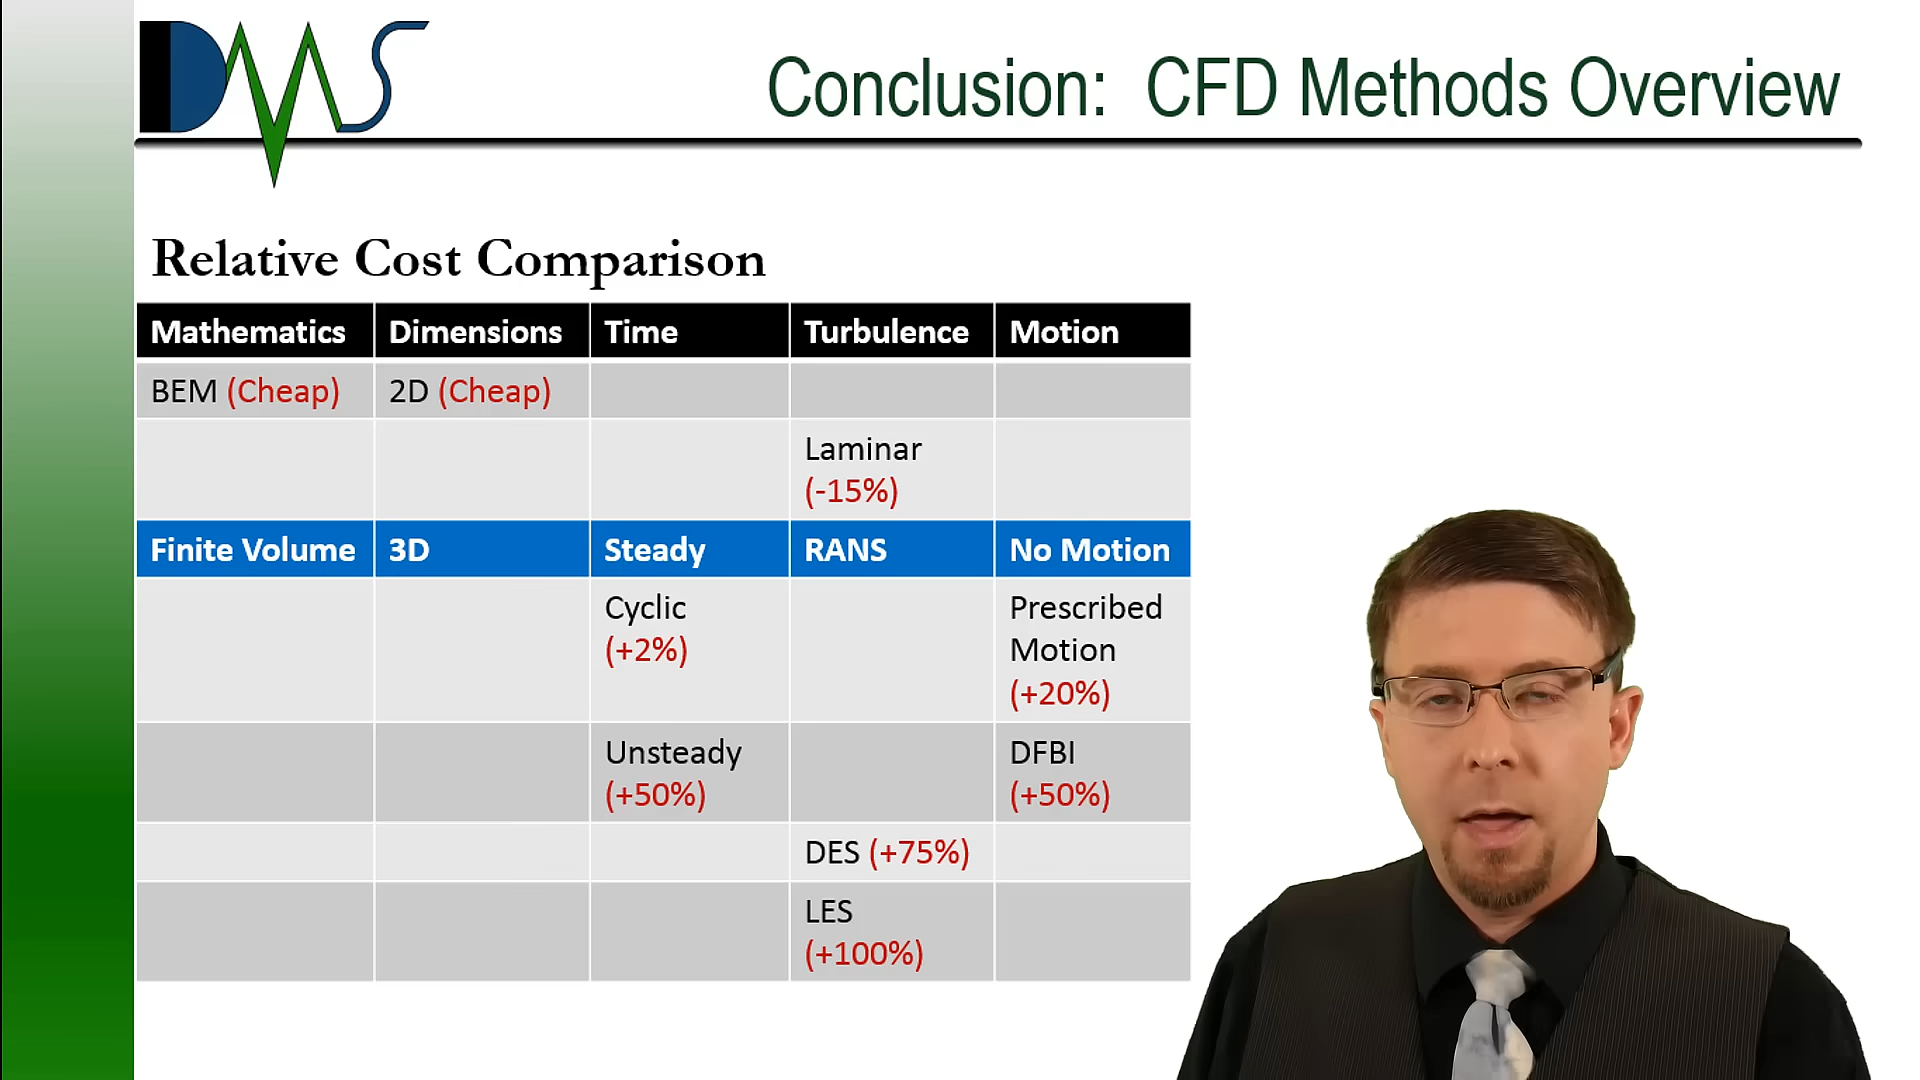 DMS
Conclusion: CFD Methods Overview
Relative Cost Comparison
Mathematics Dimensions Time Turbulence Motion
BEM (Cheap) 2D (Cheap)
Laminar
(-15%)
Finite Volume 3D Steady RANS No Motion
Cyclic
(+2%)
Prescribed
Motion
(+20%)
Unsteady
(+50%)
DFBI
(+50%)
DES (+75%)
LES
(+100%)